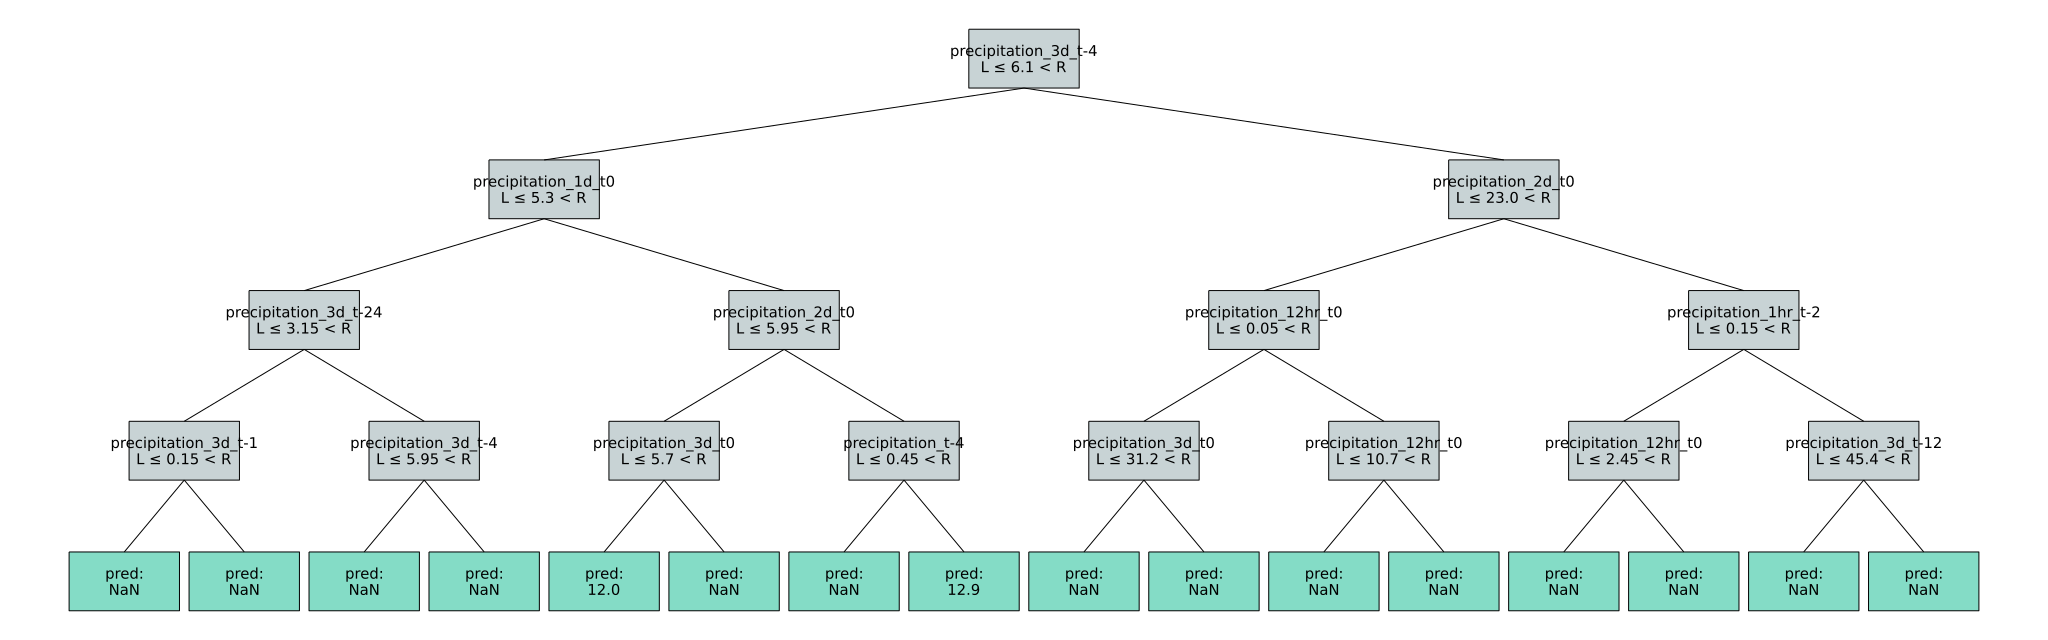 precipitation_3d_t-4
L ≤ 6.1 < R
precipitation_1d_t0
L ≤ 5.3 < R
precipitation_2d_t0
L ≤ 23.0 < R
precipitation_3d_t-24
L ≤ 3.15 < R
precipitation_2d_t0
L ≤ 5.95 < R
precipitation_12hr_t0
L ≤ 0.05 < R
precipitation_1hr_t-2
L ≤ 0.15 < R
precipitation_3d_t-1
L ≤ 0.15 < R
precipitation_3d_t-4
L ≤ 5.95 < R
precipitation_3d_t0
L ≤ 5.7 < R
precipitation_t-4
L ≤ 0.45 < R
precipitation_3d_t0
L ≤ 31.2 < R
precipitation_12hr_t0
L ≤ 10.7 < R
precipitation_12hr_t0
L ≤ 2.45 < R
precipitation_3d_t-12
L ≤ 45.4 < R
pred:
NaN
pred:
NaN
pred:
NaN
pred:
NaN
pred:
12.0
pred:
NaN
pred:
NaN
pred:
12.9
pred:
NaN
pred:
NaN
pred:
NaN
pred:
NaN
pred:
NaN
pred:
NaN
pred:
NaN
pred:
NaN